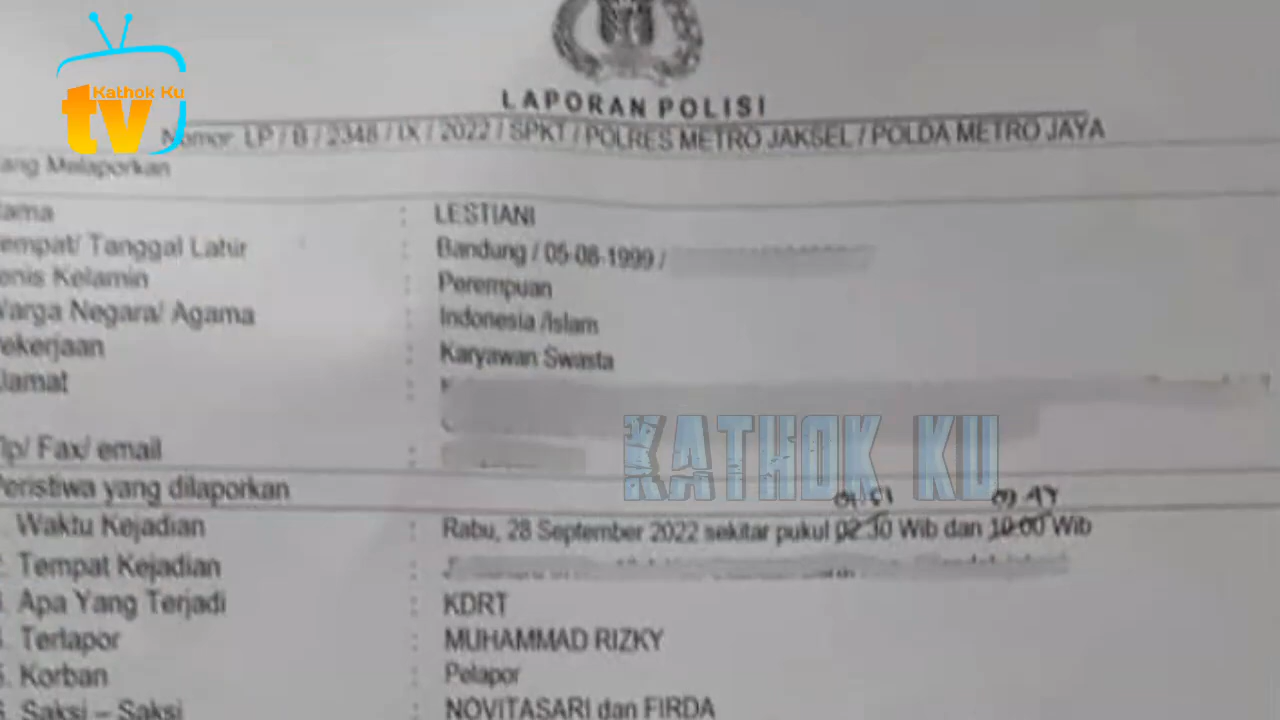 Kathok Ku
tv
LAPORAN POLISI
Nomor LP / B / 2348 / IX / 2022 / SPKT / POLRES METRO JAKSEL / POLDA METRO JAYA
ang Melaporkan
ama : LESTIANI
empat/ Tanggal Lahir : Bandung / 05-08-1999 /
enis Kelamin : Perempuan
Warga Negara/ Agama : Indonesia /Islam
ekerjaan : Karyawan Swasta
lamat :
KATHOK KU
lp/ Fax/ email :
Peristiwa yang dilaporkan
Waktu Kejadian : Rabu, 28 September 2022 sekitar pukul 02.30 Wib dan 10.00 Wib
Tempat Kejadian :
Apa Yang Terjadi : KDRT
Terlapor : MUHAMMAD RIZKY
Korban : Pelapor
Saksi – Saksi : NOVITASARI dan FIRDA